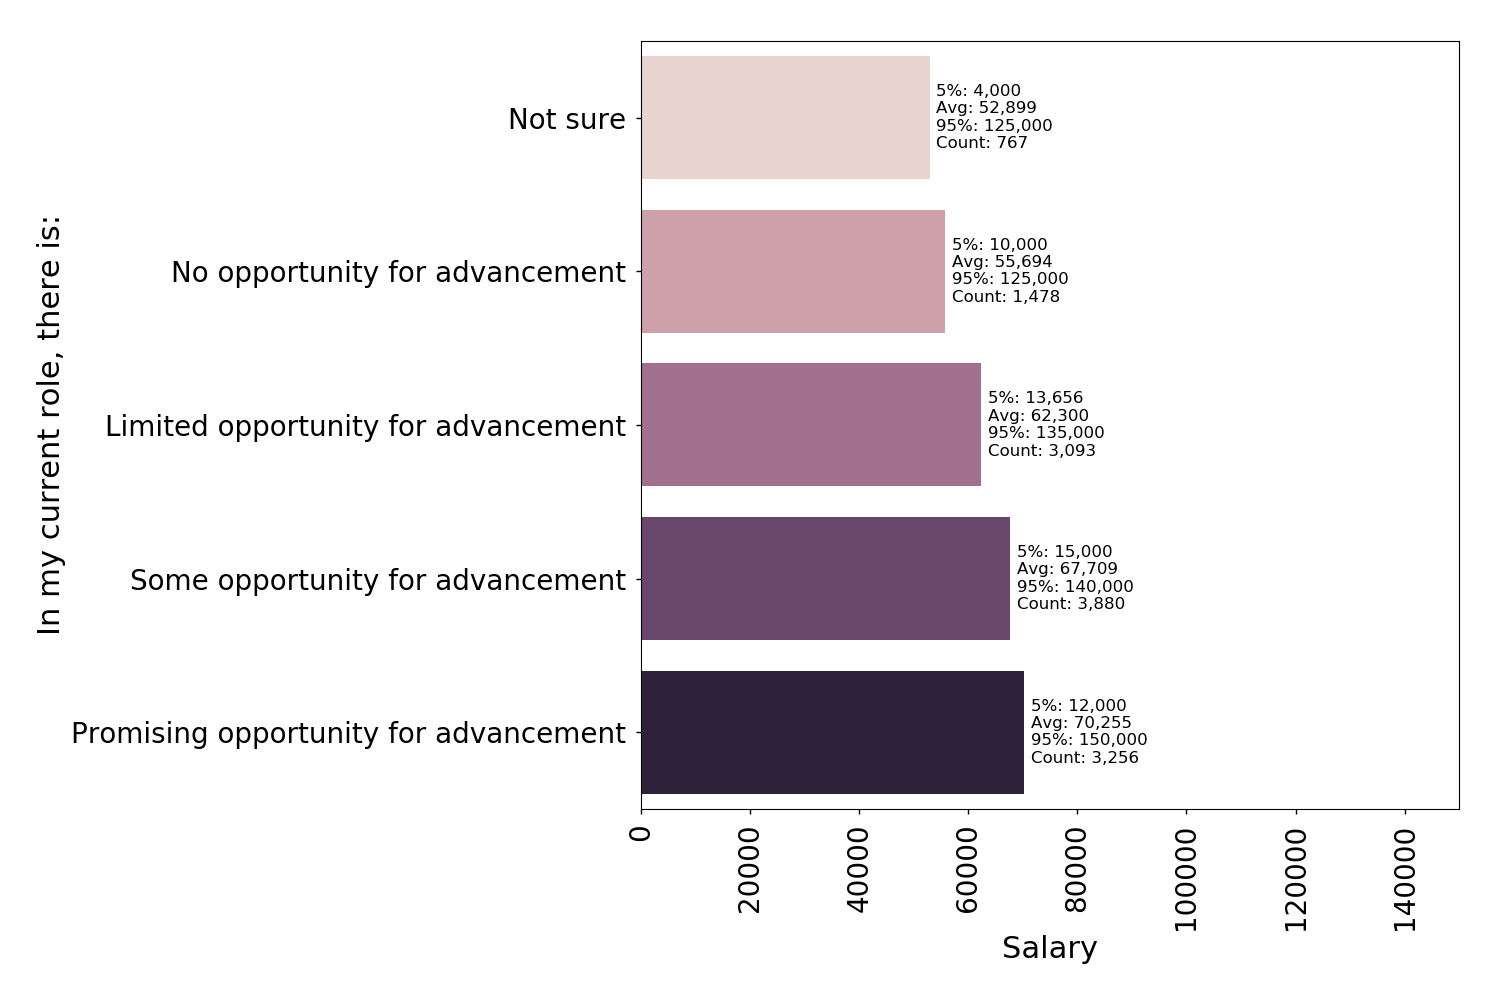 In my current role, there is:
Not sure
5%: 4,000
Avg: 52,899
95%: 125,000
Count: 767
No opportunity for advancement
5%: 10,000
Avg: 55,694
95%: 125,000
Count: 1,478
Limited opportunity for advancement
5%: 13,656
Avg: 62,300
95%: 135,000
Count: 3,093
Some opportunity for advancement
5%: 15,000
Avg: 67,709
95%: 140,000
Count: 3,880
Promising opportunity for advancement
5%: 12,000
Avg: 70,255
95%: 150,000
Count: 3,256
0
20000
40000
60000
80000
100000
120000
140000
Salary